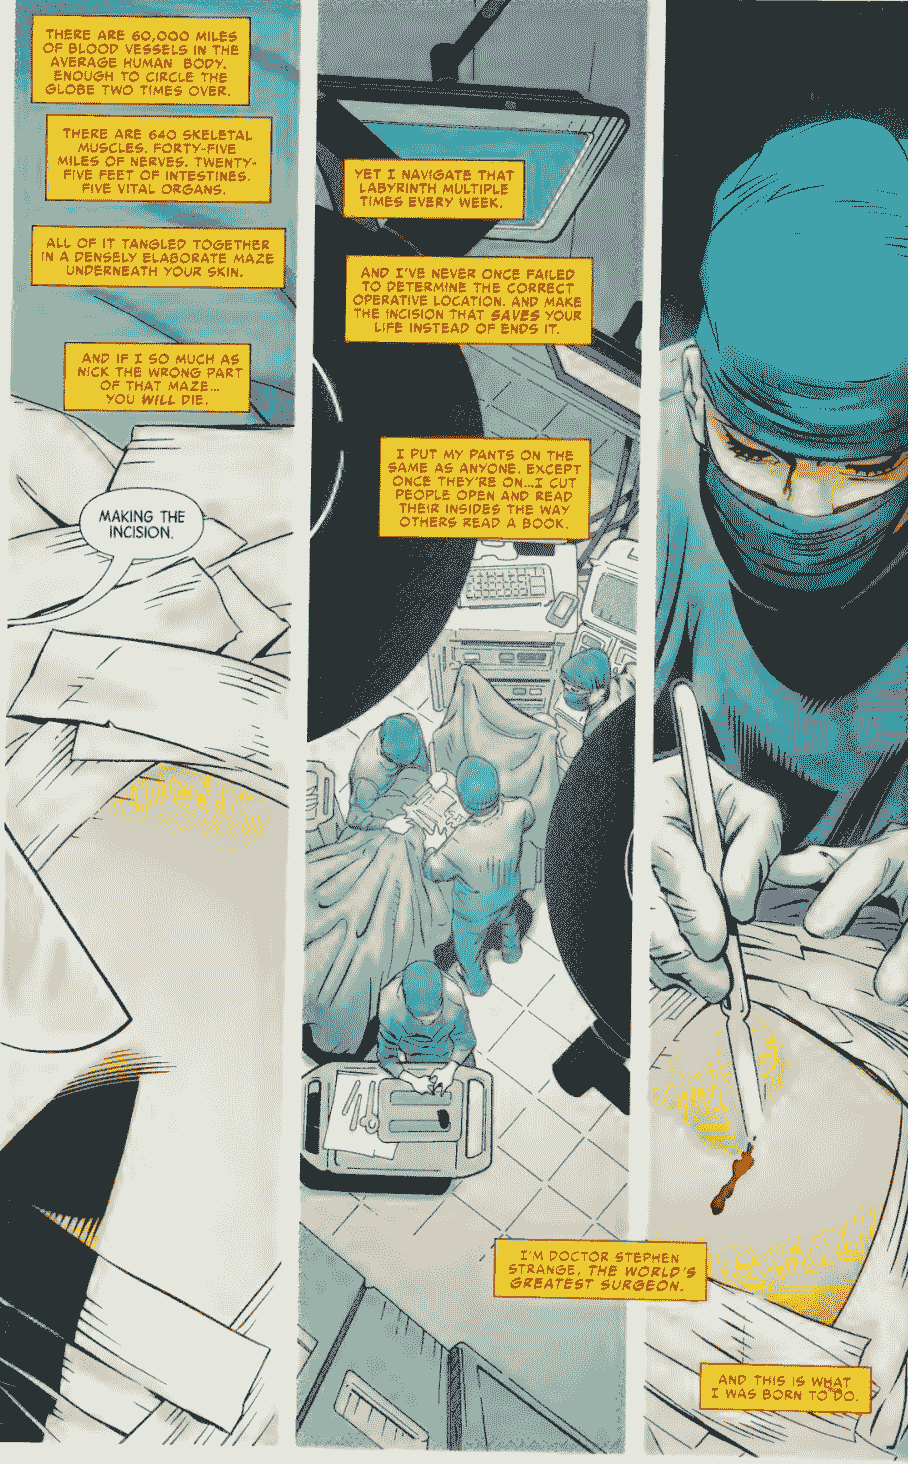 THERE ARE 60,000 MILES
OF BLOOD VESSELS IN THE
AVERAGE HUMAN BODY.
ENOUGH TO CIRCLE THE
GLOBE TWO TIMES OVER.
THERE ARE 640 SKELETAL
MUSCLES. FORTY-FIVE
MILES OF NERVES. TWENTY-
FIVE FEET OF INTESTINES.
FIVE VITAL ORGANS.
ALL OF IT TANGLED TOGETHER
IN A DENSELY ELABORATE MAZE
UNDERNEATH YOUR SKIN.
AND IF I SO MUCH AS
NICK THE WRONG PART
OF THAT MAZE...
YOU WILL DIE.
MAKING THE
INCISION.
YET I NAVIGATE THAT
LABYRINTH MULTIPLE
TIMES EVERY WEEK.
AND I'VE NEVER ONCE FAILED
TO DETERMINE THE CORRECT
OPERATIVE LOCATION. AND MAKE
THE INCISION THAT SAVES YOUR
LIFE INSTEAD OF ENDS IT.
I PUT MY PANTS ON THE
SAME AS ANYONE. EXCEPT
ONCE THEY'RE ON...I CUT
PEOPLE OPEN AND READ
THEIR INSIDES THE WAY
OTHERS READ A BOOK.
I'M DOCTOR STEPHEN
STRANGE. THE WORLD'S
GREATEST SURGEON.
AND THIS IS WHAT
I WAS BORN TO DO.